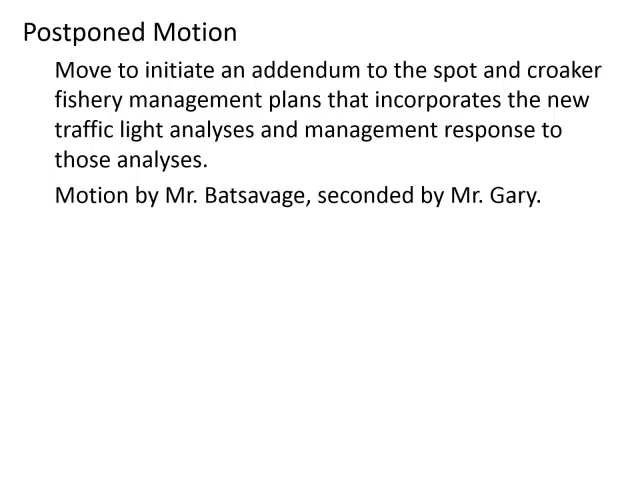 Postponed Motion
Move to initiate an addendum to the spot and croaker
fishery management plans that incorporates the new
traffic light analyses and management response to
those analyses.
Motion by Mr. Batsavage, seconded by Mr. Gary.